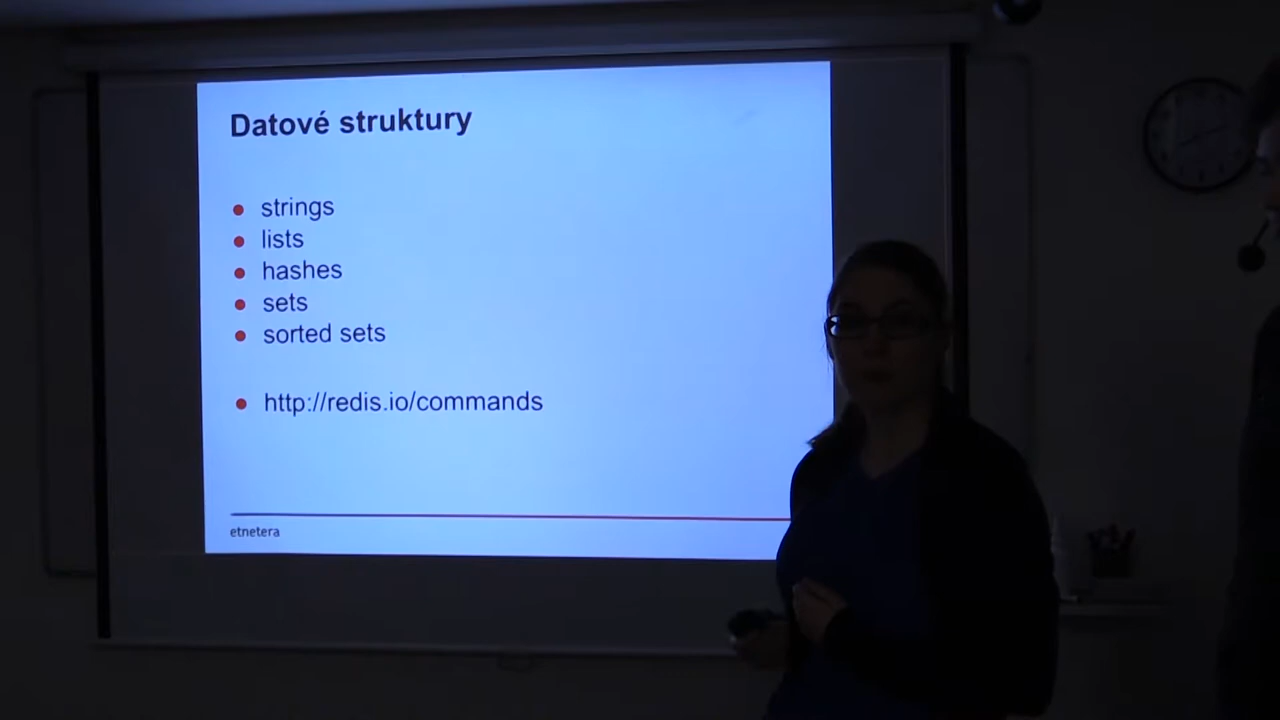 Datové struktury
strings
lists
hashes
sets
sorted sets
http://redis.io/commands
etnetera